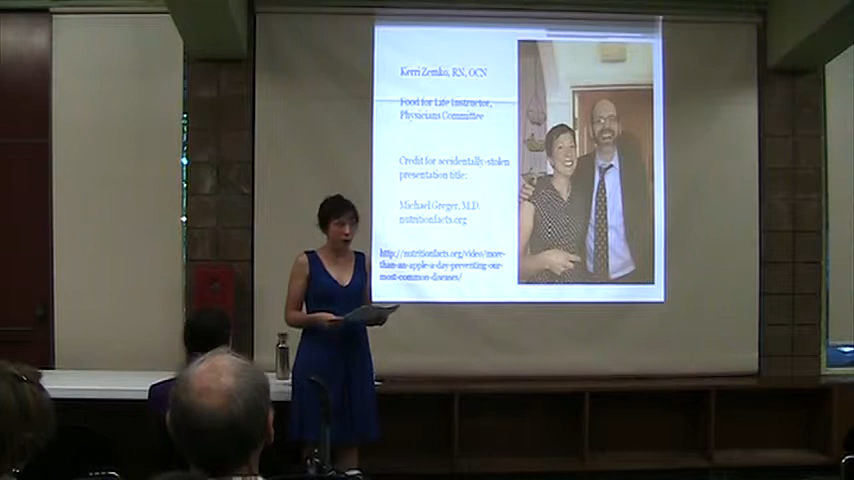 Kerri Zemko, RN, OCN
Food for Life Instructor,
Physicians Committee
Credit for accidentally-stolen
presentation title:
Michael Greger, M.D.
nutritionfacts.org
http://nutritionfacts.org/video/more-
than-an-apple-a-day-preventing-our-
most-common-diseases/